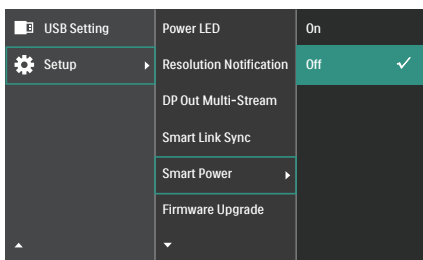 USB Setting
Setup
Power LED
Resolution Notification
DP Out Multi-Stream
Smart Link Sync
Smart Power
Firmware Upgrade
On
Off